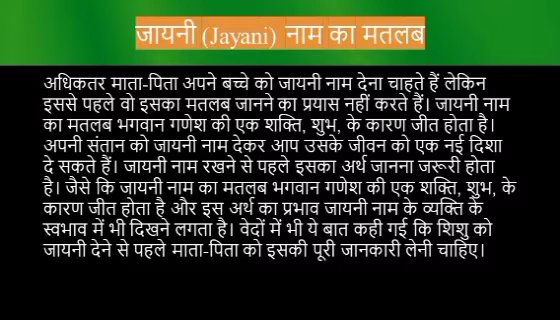 जायनी (Jayani) नाम का मतलब
अधिकतर माता-पिता अपने बच्चे को जायनी नाम देना चाहते हैं लेकिन
इससे पहले वो इसका मतलब जानने का प्रयास नहीं करते हैं। जायनी नाम
का मतलब भगवान गणेश की एक शक्ति, शुभ, के कारण जीत होता है।
अपनी संतान को जायनी नाम देकर आप उसके जीवन को एक नई दिशा
दे सकते हैं। जायनी नाम रखने से पहले इसका अर्थ जानना जरूरी होता
है। जैसे कि जायनी नाम का मतलब भगवान गणेश की एक शक्ति, शुभ, के
कारण जीत होता है और इस अर्थ का प्रभाव जायनी नाम के व्यक्ति के
स्वभाव में भी दिखने लगता है। वेदों में भी ये बात कही गई कि शिशु को
जायनी देने से पहले माता-पिता को इसकी पूरी जानकारी लेनी चाहिए।